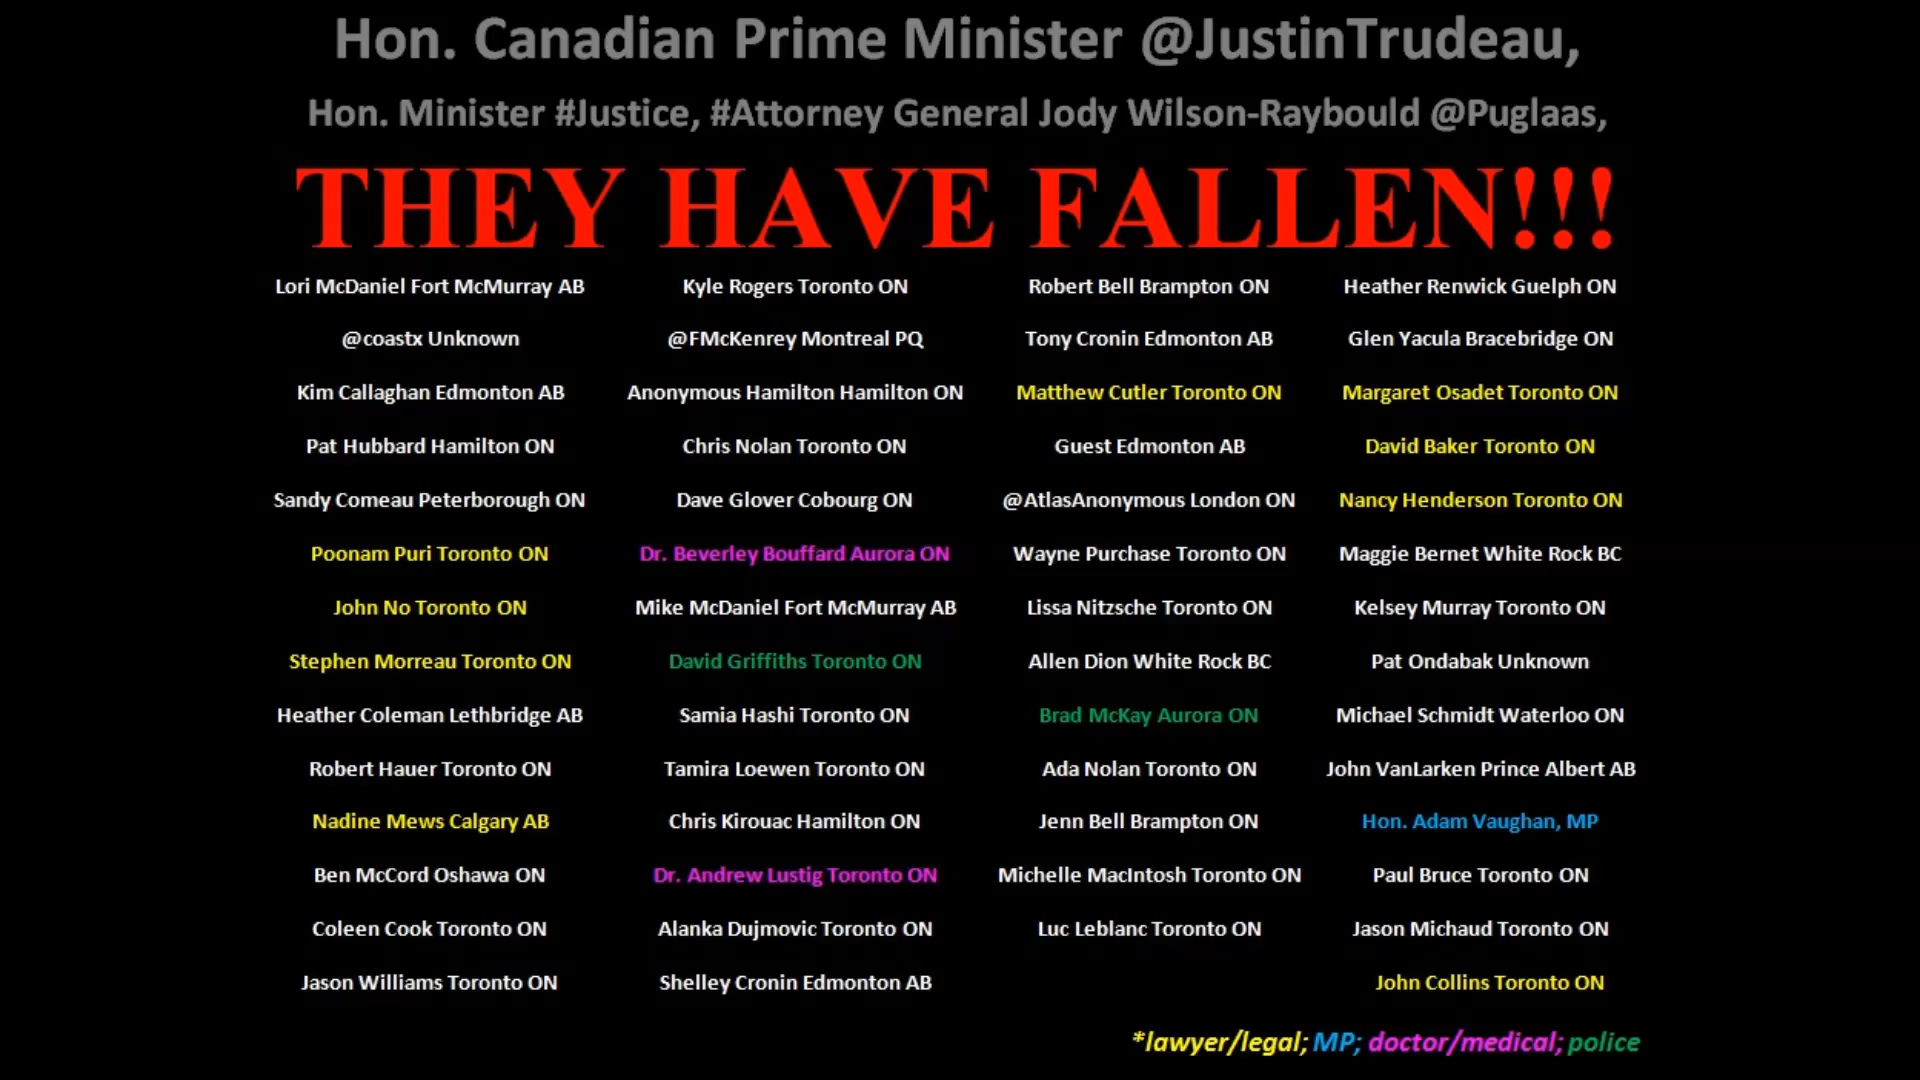 Hon. Canadian Prime Minister @JustinTrudeau,
Hon. Minister #Justice, #Attorney General Jody Wilson-Raybould @Puglaas,
THEY HAVE FALLEN!!!
Lori McDaniel Fort McMurray AB Kyle Rogers Toronto ON Robert Bell Brampton ON Heather Renwick Guelph ON
@coastx Unknown @FMcKenrey Montreal PQ Tony Cronin Edmonton AB Glen Yacula Bracebridge ON
Kim Callaghan Edmonton AB Anonymous Hamilton Hamilton ON Matthew Cutler Toronto ON Margaret Osadet Toronto ON
Pat Hubbard Hamilton ON Chris Nolan Toronto ON Guest Edmonton AB David Baker Toronto ON
Sandy Comeau Peterborough ON Dave Glover Cobourg ON @AtlasAnonymous London ON Nancy Henderson Toronto ON
Poonam Puri Toronto ON Dr. Beverley Bouffard Aurora ON Wayne Purchase Toronto ON Maggie Bernet White Rock BC
John No Toronto ON Mike McDaniel Fort McMurray AB Lissa Nitzsche Toronto ON Kelsey Murray Toronto ON
Stephen Morreau Toronto ON David Griffiths Toronto ON Allen Dion White Rock BC Pat Ondabak Unknown
Heather Coleman Lethbridge AB Samia Hashi Toronto ON Brad McKay Aurora ON Michael Schmidt Waterloo ON
Robert Hauer Toronto ON Tamira Loewen Toronto ON Ada Nolan Toronto ON John VanLarken Prince Albert AB
Nadine Mews Calgary AB Chris Kirouac Hamilton ON Jenn Bell Brampton ON Hon. Adam Vaughan, MP
Ben McCord Oshawa ON Dr. Andrew Lustig Toronto ON Michelle MacIntosh Toronto ON Paul Bruce Toronto ON
Coleen Cook Toronto ON Alanka Dujmovic Toronto ON Luc Leblanc Toronto ON Jason Michaud Toronto ON
Jason Williams Toronto ON Shelley Cronin Edmonton AB John Collins Toronto ON
*lawyer/legal; MP; doctor/medical; police